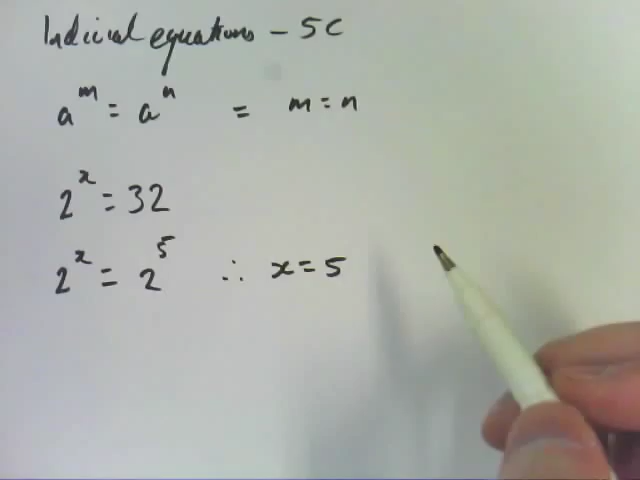 Indicial equations - 5C
a^m = a^n = m = n
2^x = 32
2^x = 2^5 ∴ x = 5